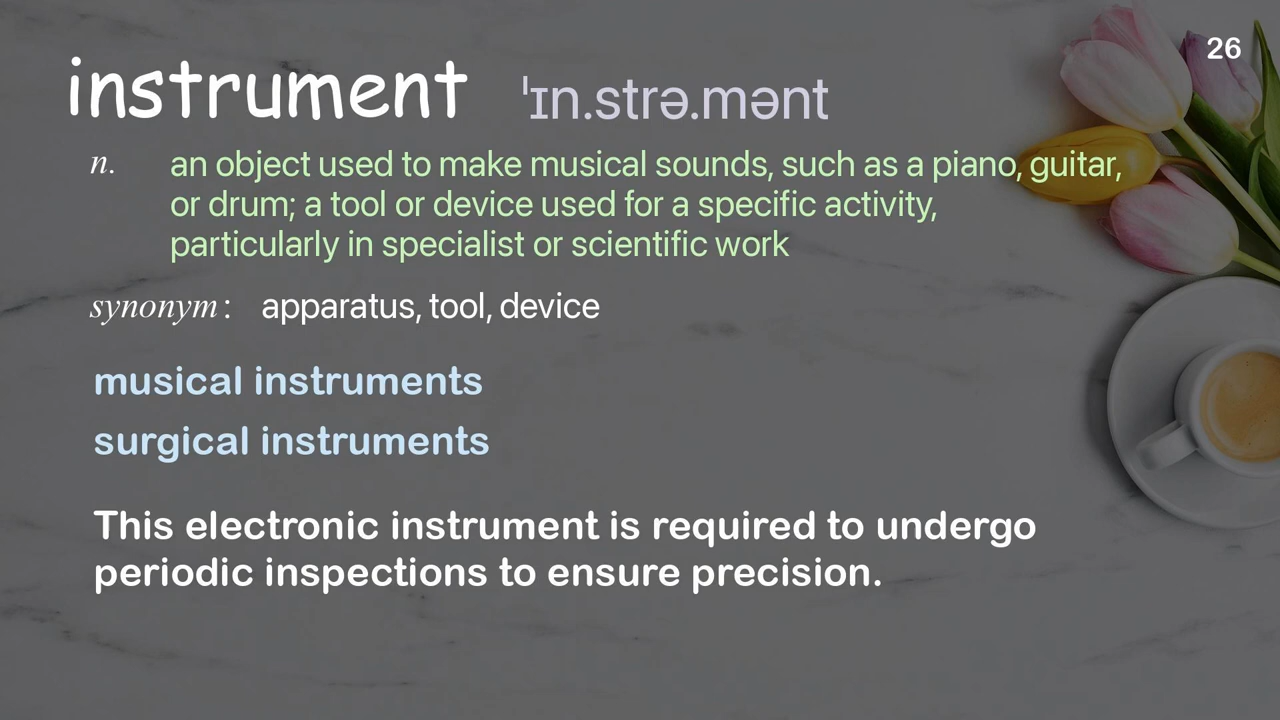 26
instrument ˈɪn.strə.mənt
n. an object used to make musical sounds, such as a piano, guitar,
or drum; a tool or device used for a specific activity,
particularly in specialist or scientific work
synonym: apparatus, tool, device
musical instruments
surgical instruments
This electronic instrument is required to undergo
periodic inspections to ensure precision.